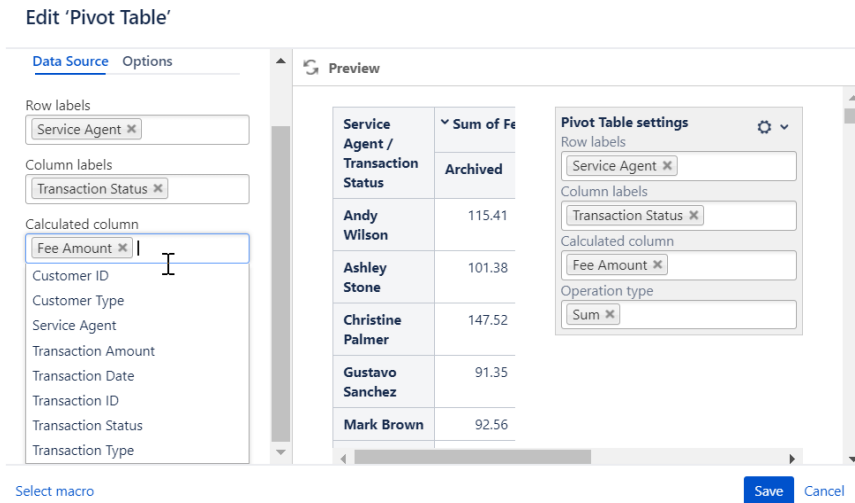 Edit ‘Pivot Table’
Data Source Options
Row labels
Service Agent
Column labels
Transaction Status
Calculated column
Fee Amount
Customer ID
Customer Type
Service Agent
Transaction Amount
Transaction Date
Transaction ID
Transaction Status
Transaction Type
Preview
Service
Agent /
Transaction
Status
Sum of Fe
Archived
Andy
Wilson
115.41
Ashley
Stone
101.38
Christine
Palmer
147.52
Gustavo
Sanchez
91.35
Mark Brown 92.56
Pivot Table settings
Row labels
Service Agent
Column labels
Transaction Status
Calculated column
Fee Amount
Operation type
Sum
Select macro
Save Cancel